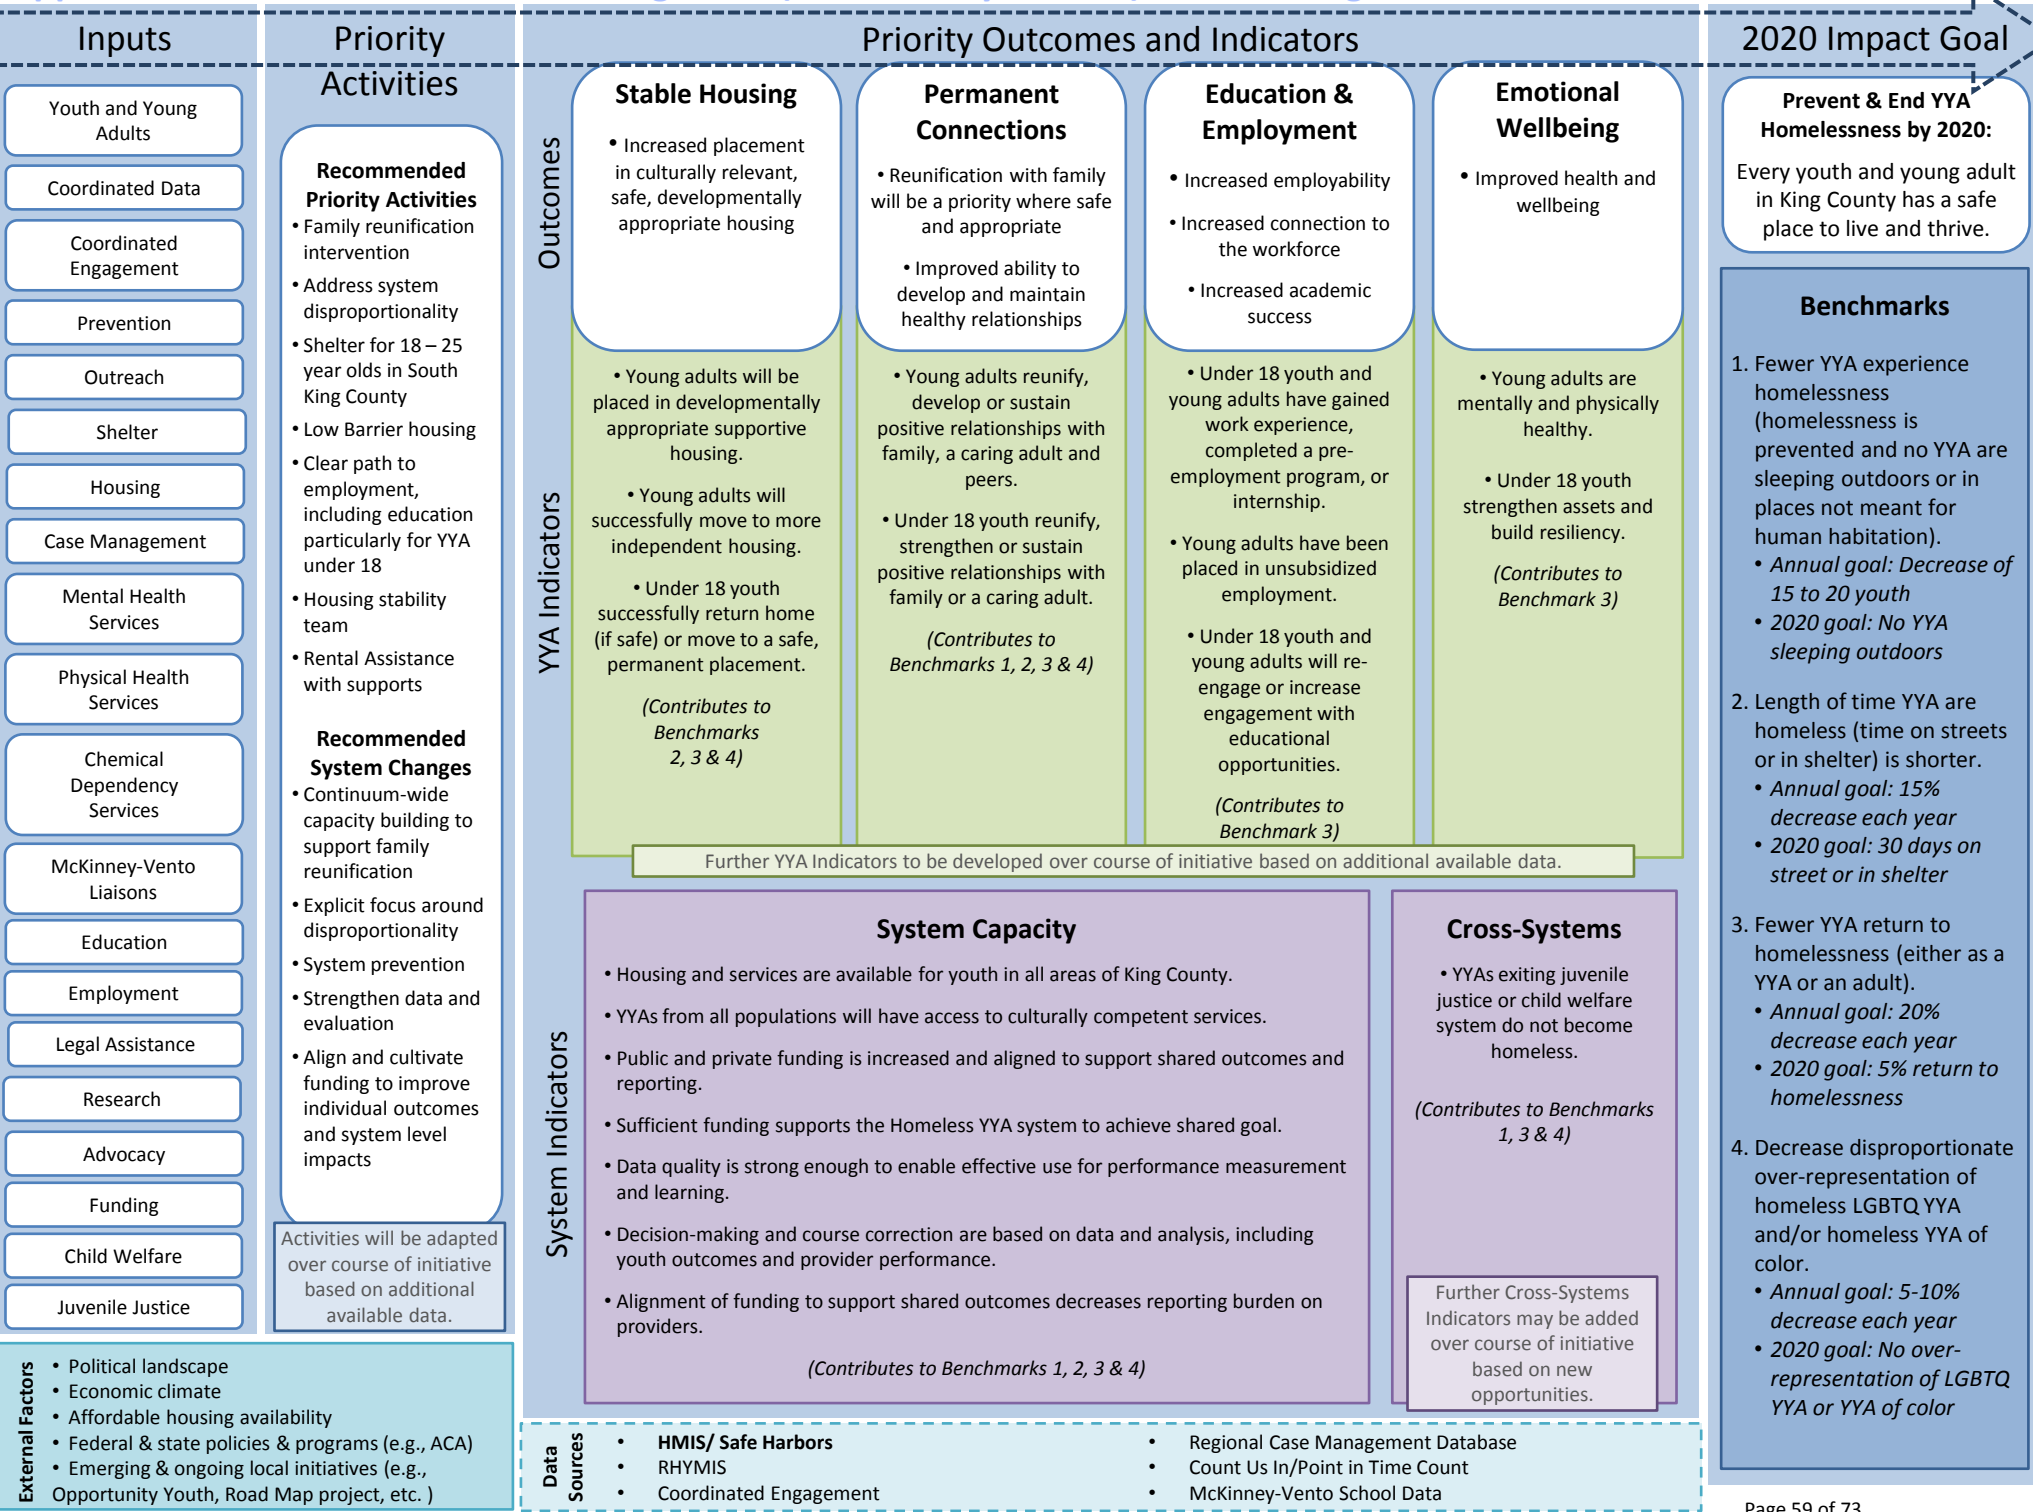 Inputs
Youth and Young
Adults
Coordinated Data
Coordinated
Engagement
Prevention
Outreach
Shelter
Housing
Case Management
Mental Health
Services
Physical Health
Services
Chemical
Dependency
Services
McKinney-Vento
Liaisons
Education
Employment
Legal Assistance
Research
Advocacy
Funding
Child Welfare
Juvenile Justice
Priority
Activities
Recommended
Priority Activities
• Family reunification
intervention
• Address system
disproportionality
• Shelter for 18 – 25
year olds in South
King County
• Low Barrier housing
• Clear path to
employment,
including education
particularly for YYA
under 18
• Housing stability
team
• Rental Assistance
with supports
Recommended
System Changes
• Continuum-wide
capacity building to
support family
reunification
• Explicit focus around
disproportionality
• System prevention
• Strengthen data and
evaluation
• Align and cultivate
funding to improve
individual outcomes
and system level
impacts
Activities will be adapted
over course of initiative
based on additional
available data.
Priority Outcomes and Indicators
Outcomes
Stable Housing
• Increased placement
in culturally relevant,
safe, developmentally
appropriate housing
Permanent
Connections
• Reunification with family
will be a priority where safe
and appropriate
• Improved ability to
develop and maintain
healthy relationships
Education &
Employment
• Increased employability
• Increased connection to
the workforce
• Increased academic
success
Emotional
Wellbeing
• Improved health and
wellbeing
YYA Indicators
• Young adults will be
placed in developmentally
appropriate supportive
housing.
• Young adults will
successfully move to more
independent housing.
• Under 18 youth
successfully return home
(if safe) or move to a safe,
permanent placement.
(Contributes to
Benchmarks
2, 3 & 4)
• Young adults reunify,
develop or sustain
positive relationships with
family, a caring adult and
peers.
• Under 18 youth reunify,
strengthen or sustain
positive relationships with
family or a caring adult.
(Contributes to
Benchmarks 1, 2, 3 & 4)
• Under 18 youth and
young adults have gained
work experience,
completed a pre-
employment program, or
internship.
• Young adults have been
placed in unsubsidized
employment.
• Under 18 youth and
young adults will re-
engage or increase
engagement with
educational
opportunities.
(Contributes to
Benchmark 3)
• Young adults are
mentally and physically
healthy.
• Under 18 youth
strengthen assets and
build resiliency.
(Contributes to
Benchmark 3)
Further YYA Indicators to be developed over course of initiative based on additional available data.
System Indicators
System Capacity
• Housing and services are available for youth in all areas of King County.
• YYAs from all populations will have access to culturally competent services.
• Public and private funding is increased and aligned to support shared outcomes and
reporting.
• Sufficient funding supports the Homeless YYA system to achieve shared goal.
• Data quality is strong enough to enable effective use for performance measurement
and learning.
• Decision-making and course correction are based on data and analysis, including
youth outcomes and provider performance.
• Alignment of funding to support shared outcomes decreases reporting burden on
providers.
(Contributes to Benchmarks 1, 2, 3 & 4)
Cross-Systems
• YYAs exiting juvenile
justice or child welfare
system do not become
homeless.
(Contributes to Benchmarks
1, 3 & 4)
Further Cross-Systems
Indicators may be added
over course of initiative
based on new
opportunities.
2020 Impact Goal
Prevent & End YYA
Homelessness by 2020:
Every youth and young adult
in King County has a safe
place to live and thrive.
Benchmarks
1. Fewer YYA experience
homelessness
(homelessness is
prevented and no YYA are
sleeping outdoors or in
places not meant for
human habitation).
• Annual goal: Decrease of
15 to 20 youth
• 2020 goal: No YYA
sleeping outdoors
2. Length of time YYA are
homeless (time on streets
or in shelter) is shorter.
• Annual goal: 15%
decrease each year
• 2020 goal: 30 days on
street or in shelter
3. Fewer YYA return to
homelessness (either as a
YYA or an adult).
• Annual goal: 20%
decrease each year
• 2020 goal: 5% return to
homelessness
4. Decrease disproportionate
over-representation of
homeless LGBTQ YYA
and/or homeless YYA of
color.
• Annual goal: 5-10%
decrease each year
• 2020 goal: No over-
representation of LGBTQ
YYA or YYA of color
External Factors
• Political landscape
• Economic climate
• Affordable housing availability
• Federal & state policies & programs (e.g., ACA)
• Emerging & ongoing local initiatives (e.g.,
Opportunity Youth, Road Map project, etc. )
Data
Sources
• HMIS/ Safe Harbors
• RHYMIS
• Coordinated Engagement
• Regional Case Management Database
• Count Us In/Point in Time Count
• McKinney-Vento School Data
Page 59 of 73